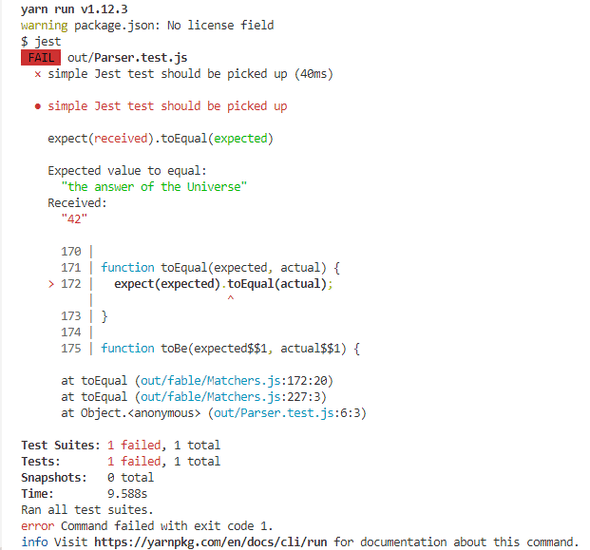 yarn run v1.12.3
warning package.json: No license field
$ jest
FAIL out/Parser.test.js
× simple Jest test should be picked up (40ms)
● simple Jest test should be picked up
expect(received).toEqual(expected)
Expected value to equal:
"the answer of the Universe"
Received:
"42"
170 |
171 | function toEqual(expected, actual) {
> 172 | expect(expected).toEqual(actual);
| ^
173 | }
174 |
175 | function toBe(expected$$1, actual$$1) {
at toEqual (out/fable/Matchers.js:172:20)
at toEqual (out/fable/Matchers.js:227:3)
at Object.<anonymous> (out/Parser.test.js:6:3)
Test Suites: 1 failed, 1 total
Tests: 1 failed, 1 total
Snapshots: 0 total
Time: 9.588s
Ran all test suites.
error Command failed with exit code 1.
info Visit https://yarnpkg.com/en/docs/cli/run for documentation about this command.